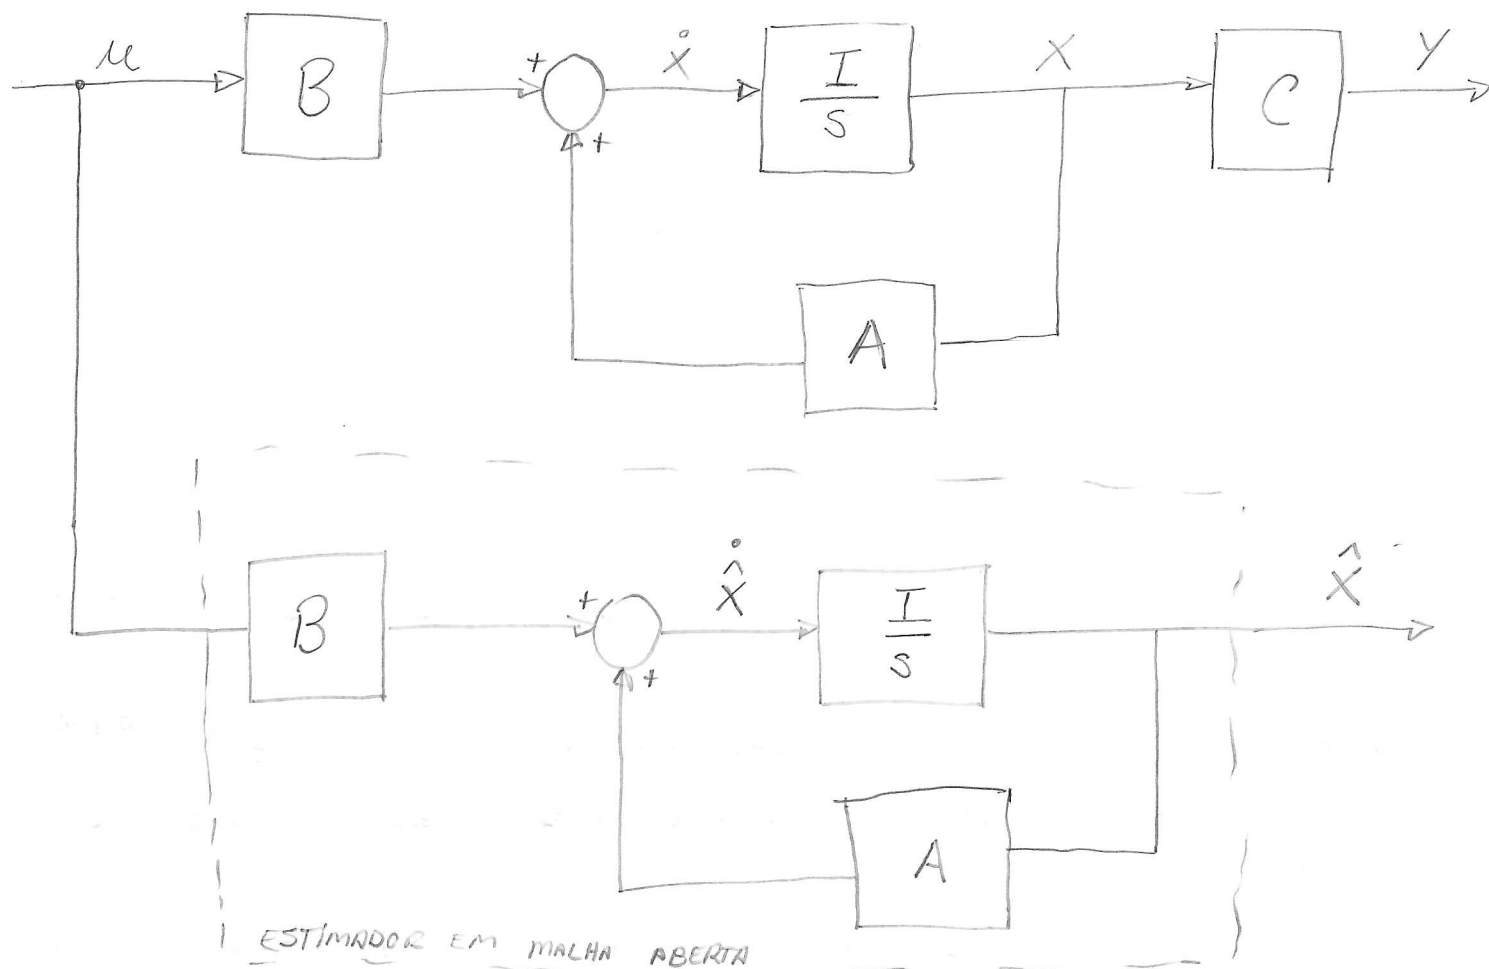 u
B
+
+
ẋ
I
s
X
C
Y
A
B
+
+
x̂̇
I
s
X̂
A
ESTIMADOR EM MALHA ABERTA